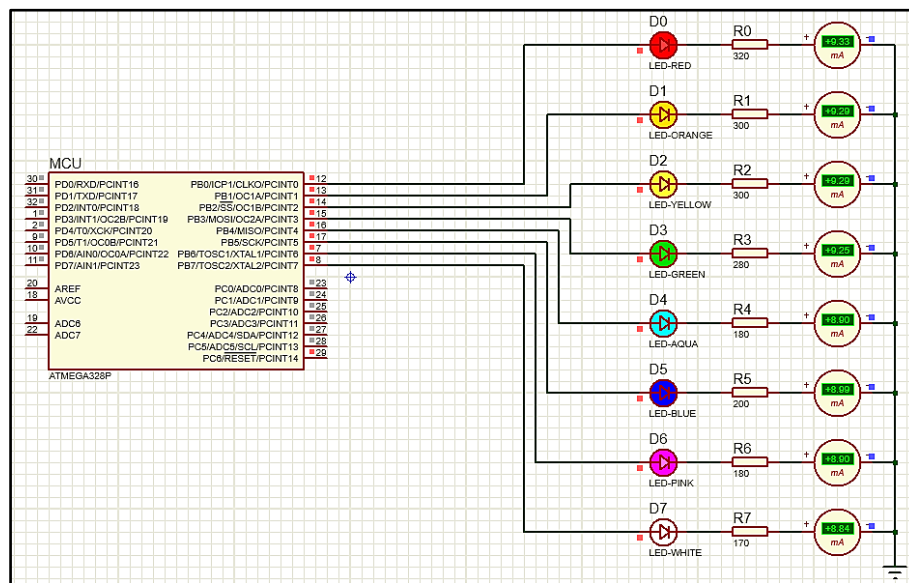 MCU
30 PD0/RXD/PCINT16 PB0/ICP1/CLKO/PCINT0 12
31 PD1/TXD/PCINT17 PB1/OC1A/PCINT1 13
32 PD2/INT0/PCINT18 PB2/SS/OC1B/PCINT2 14
1 PD3/INT1/OC2B/PCINT19 PB3/MOSI/OC2A/PCINT3 15
2 PD4/T0/XCK/PCINT20 PB4/MISO/PCINT4 16
9 PD5/T1/OC0B/PCINT21 PB5/SCK/PCINT5 17
10 PD6/AIN0/OC0A/PCINT22 PB6/TOSC1/XTAL1/PCINT6 7
11 PD7/AIN1/PCINT23 PB7/TOSC2/XTAL2/PCINT7 8
20 AREF PC0/ADC0/PCINT8 23
18 AVCC PC1/ADC1/PCINT9 24
PC2/ADC2/PCINT10 25
19 ADC6 PC3/ADC3/PCINT11 26
22 ADC7 PC4/ADC4/SDA/PCINT12 27
PC5/ADC5/SCL/PCINT13 28
PC6/RESET/PCINT14 29
ATMEGA328P
D0 R0
+ +9.33 -
LED-RED 320 mA
D1 R1
+ +9.29 -
LED-ORANGE 300 mA
D2 R2
+ +9.29 -
LED-YELLOW 300 mA
D3 R3
+ +9.25 -
LED-GREEN 280 mA
D4 R4
+ +8.90 -
LED-AQUA 180 mA
D5 R5
+ +8.99 -
LED-BLUE 200 mA
D6 R6
+ +8.90 -
LED-PINK 180 mA
D7 R7
+ +8.84 -
LED-WHITE 170 mA